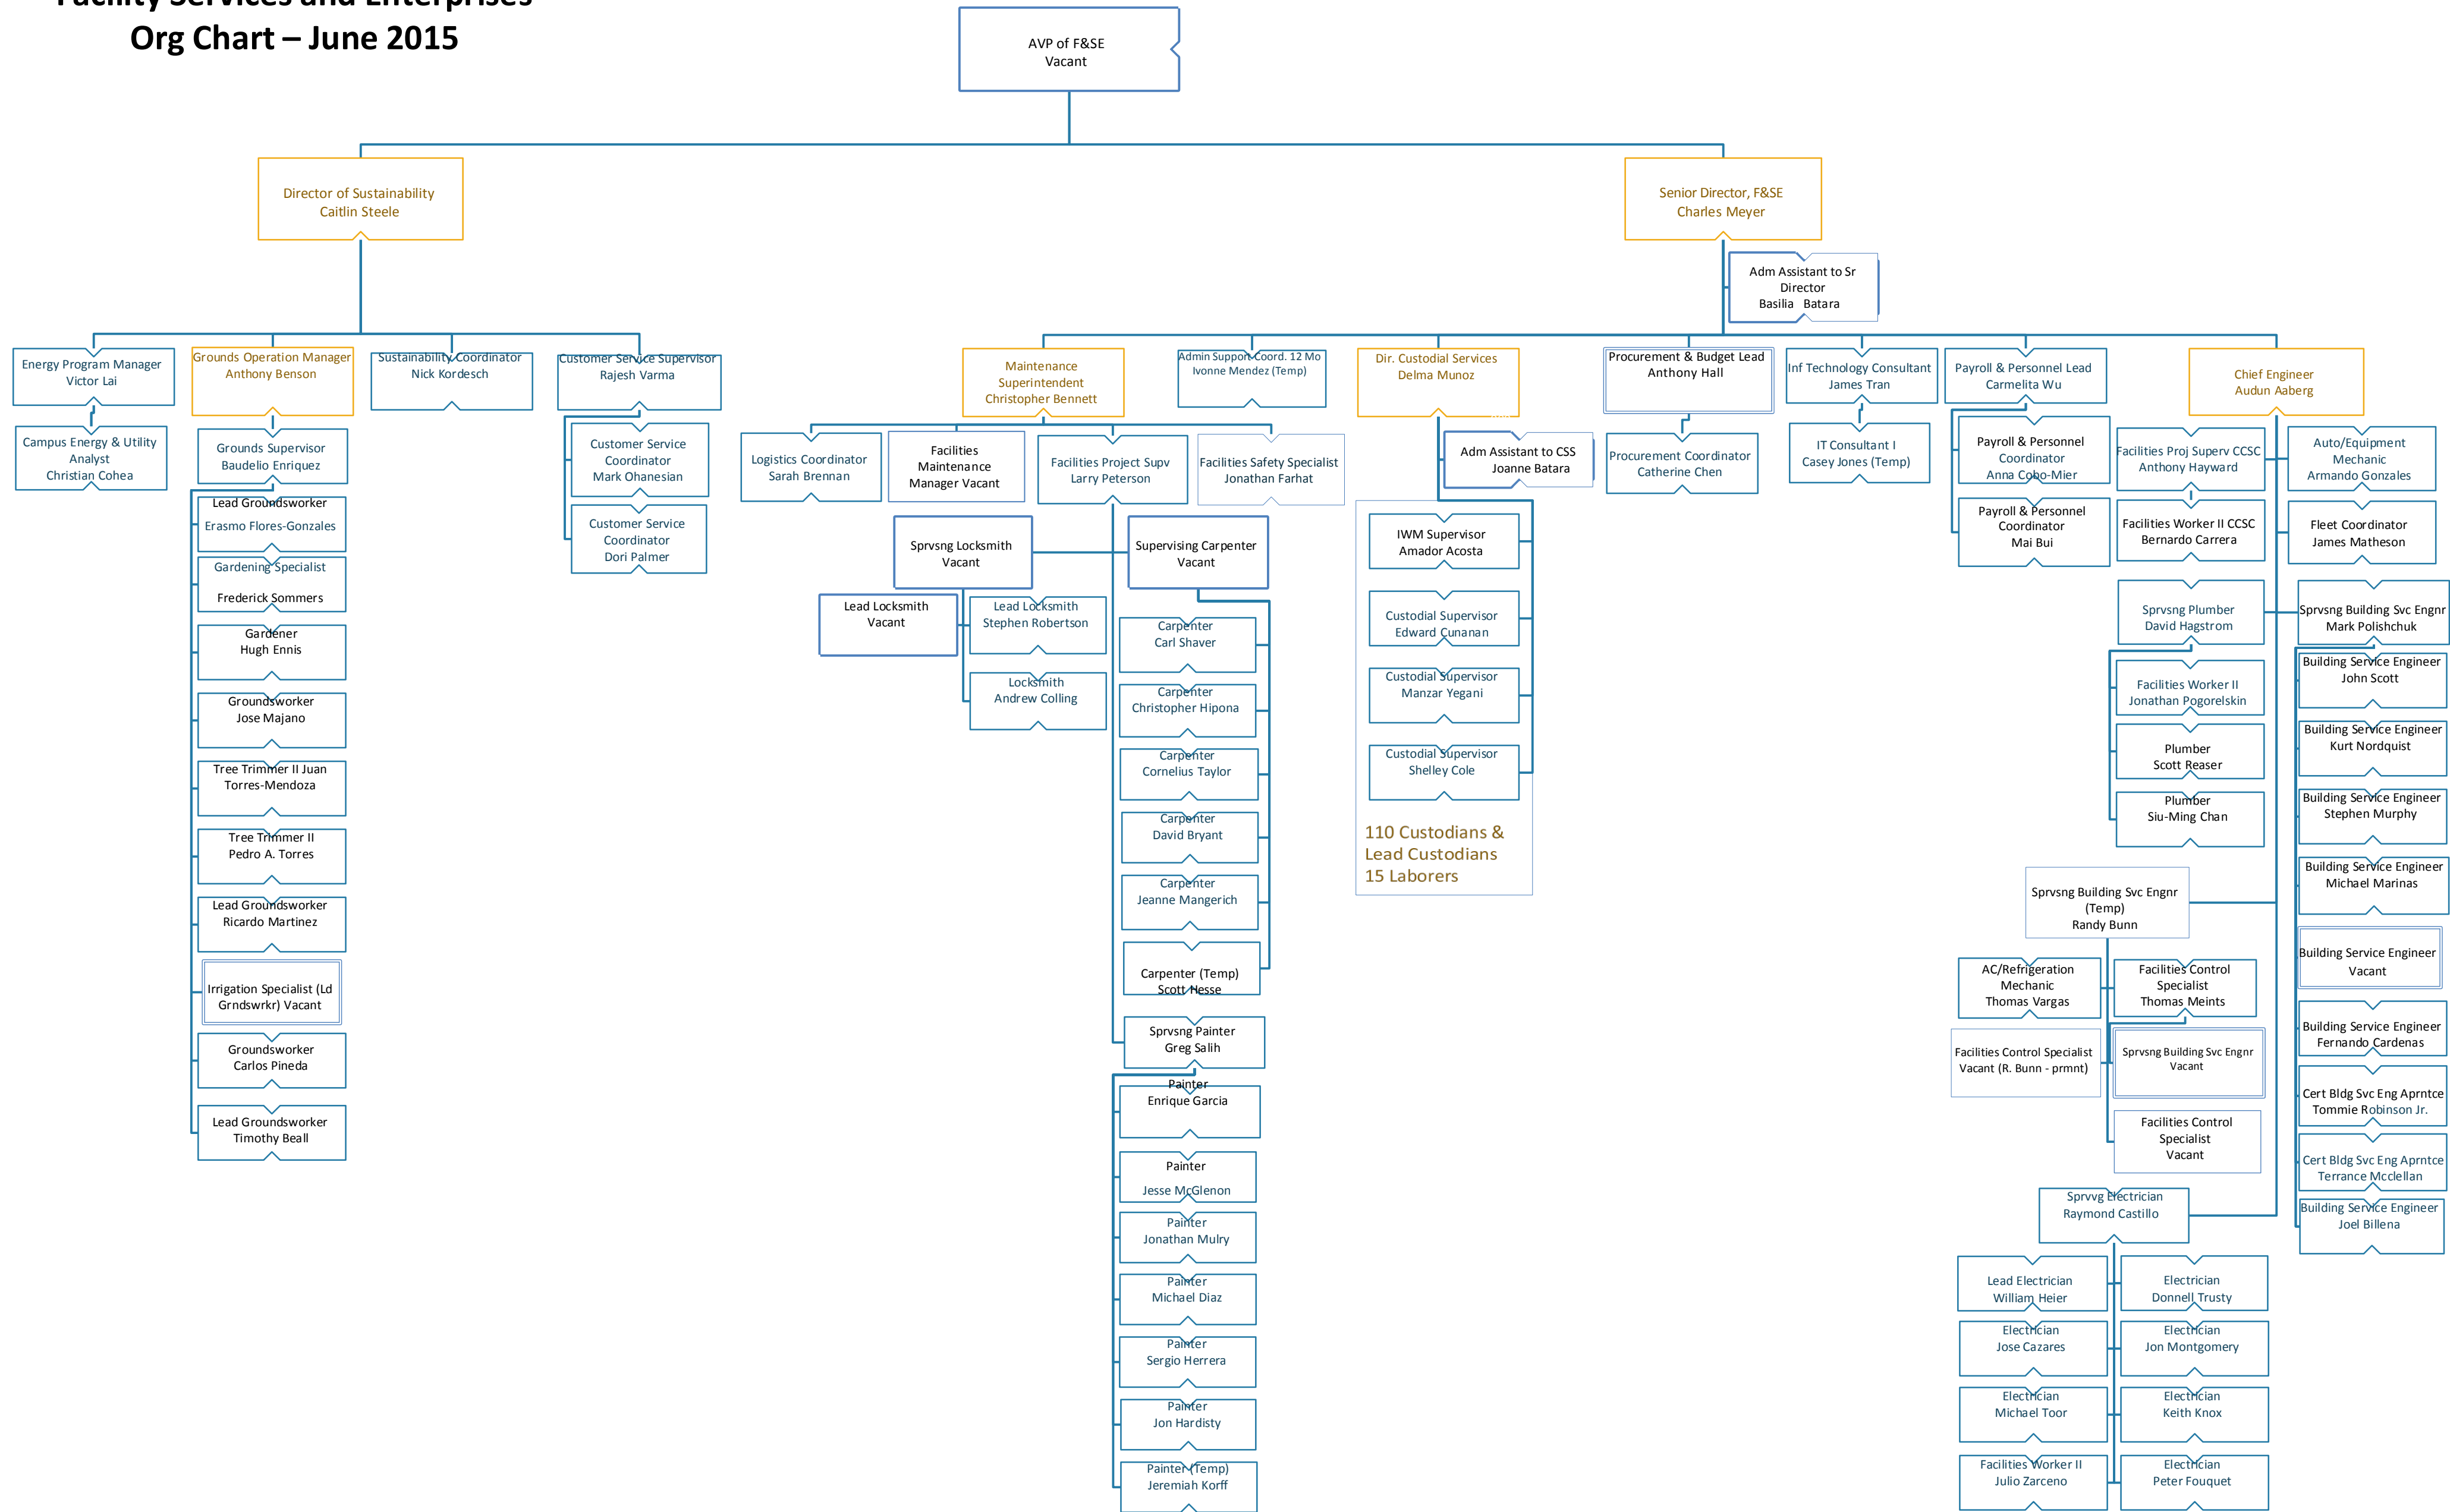 Facility Services and Enterprises
Org Chart – June 2015
AVP of F&SE
Vacant
Director of Sustainability
Caitlin Steele
Senior Director, F&SE
Charles Meyer
Adm Assistant to Sr
Director
Basilia Batara
Energy Program Manager
Victor Lai
Campus Energy & Utility
Analyst
Christian Cohea
Grounds Operation Manager
Anthony Benson
Grounds Supervisor
Baudelio Enriquez
Lead Groundsworker
Erasmo Flores-Gonzales
Gardening Specialist
Frederick Sommers
Gardener
Hugh Ennis
Groundsworker
Jose Majano
Tree Trimmer II Juan
Torres-Mendoza
Tree Trimmer II
Pedro A. Torres
Lead Groundsworker
Ricardo Martinez
Irrigation Specialist (Ld
Grndswrkr) Vacant
Groundsworker
Carlos Pineda
Lead Groundsworker
Timothy Beall
Sustainability Coordinator
Nick Kordesch
Customer Service Supervisor
Rajesh Varma
Customer Service
Coordinator
Mark Ohanesian
Customer Service
Coordinator
Dori Palmer
Maintenance
Superintendent
Christopher Bennett
Logistics Coordinator
Sarah Brennan
Facilities
Maintenance
Manager Vacant
Facilities Project Supv
Larry Peterson
Facilities Safety Specialist
Jonathan Farhat
Sprvsng Locksmith
Vacant
Supervising Carpenter
Vacant
Lead Locksmith
Vacant
Lead Locksmith
Stephen Robertson
Locksmith
Andrew Colling
Carpenter
Carl Shaver
Carpenter
Christopher Hipona
Carpenter
Cornelius Taylor
Carpenter
David Bryant
Carpenter
Jeanne Mangerich
Carpenter (Temp)
Scott Hesse
Sprvsng Painter
Greg Salih
Painter
Enrique Garcia
Painter
Jesse McGlenon
Painter
Jonathan Mulry
Painter
Michael Diaz
Painter
Sergio Herrera
Painter
Jon Hardisty
Painter (Temp)
Jeremiah Korff
Admin Support Coord. 12 Mo
Ivonne Mendez (Temp)
Dir. Custodial Services
Delma Munoz
Adm Assistant to CSS
Joanne Batara
IWM Supervisor
Amador Acosta
Custodial Supervisor
Edward Cunanan
Custodial Supervisor
Manzar Yegani
Custodial Supervisor
Shelley Cole
110 Custodians &
Lead Custodians
15 Laborers
Procurement & Budget Lead
Anthony Hall
Procurement Coordinator
Catherine Chen
Inf Technology Consultant
James Tran
IT Consultant I
Casey Jones (Temp)
Payroll & Personnel Lead
Carmelita Wu
Payroll & Personnel
Coordinator
Anna Cobo-Mier
Payroll & Personnel
Coordinator
Mai Bui
Chief Engineer
Audun Aaberg
Facilities Proj Superv CCSC
Anthony Hayward
Facilities Worker II CCSC
Bernardo Carrera
Auto/Equipment
Mechanic
Armando Gonzales
Fleet Coordinator
James Matheson
Sprvsng Plumber
David Hagstrom
Facilities Worker II
Jonathan Pogorelskin
Plumber
Scott Reaser
Plumber
Siu-Ming Chan
Sprvsng Building Svc Engnr
Mark Polishchuk
Building Service Engineer
John Scott
Building Service Engineer
Kurt Nordquist
Building Service Engineer
Stephen Murphy
Building Service Engineer
Michael Marinas
Building Service Engineer
Vacant
Building Service Engineer
Fernando Cardenas
Cert Bldg Svc Eng Aprntce
Tommie Robinson Jr.
Cert Bldg Svc Eng Aprntce
Terrance Mcclellan
Building Service Engineer
Joel Billena
Sprvsng Building Svc Engnr
(Temp)
Randy Bunn
AC/Refrigeration
Mechanic
Thomas Vargas
Facilities Control
Specialist
Thomas Meints
Facilities Control Specialist
Vacant (R. Bunn - prmnt)
Sprvsng Building Svc Engnr
Vacant
Facilities Control
Specialist
Vacant
Sprvvg Electrician
Raymond Castillo
Lead Electrician
William Heier
Electrician
Donnell Trusty
Electrician
Jose Cazares
Electrician
Jon Montgomery
Electrician
Michael Toor
Electrician
Keith Knox
Facilities Worker II
Julio Zarceno
Electrician
Peter Fouquet